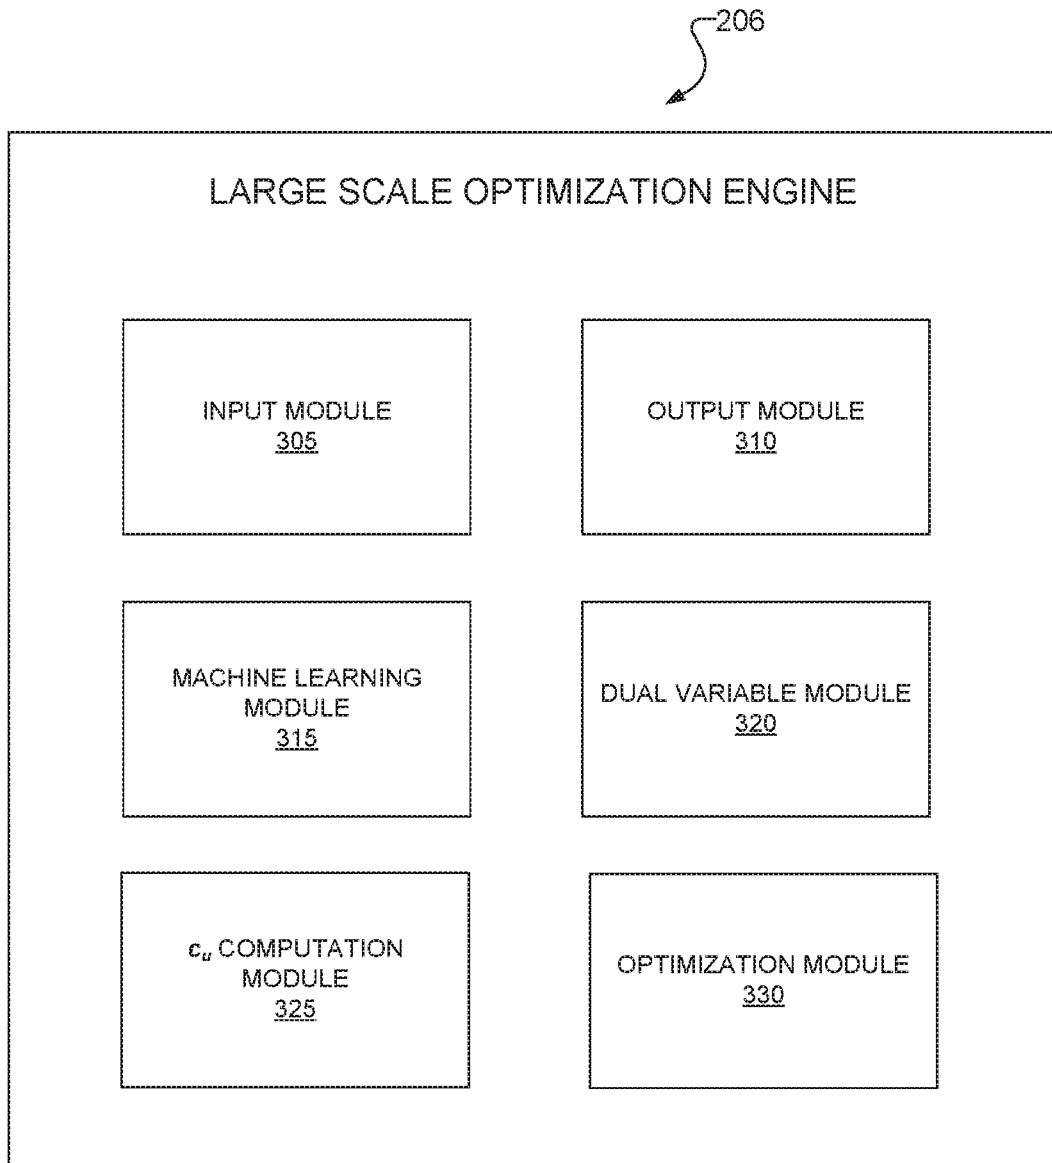 206
LARGE SCALE OPTIMIZATION ENGINE
INPUT MODULE
305
OUTPUT MODULE
310
MACHINE LEARNING
MODULE
315
DUAL VARIABLE MODULE
320
cu COMPUTATION
MODULE
325
OPTIMIZATION MODULE
330